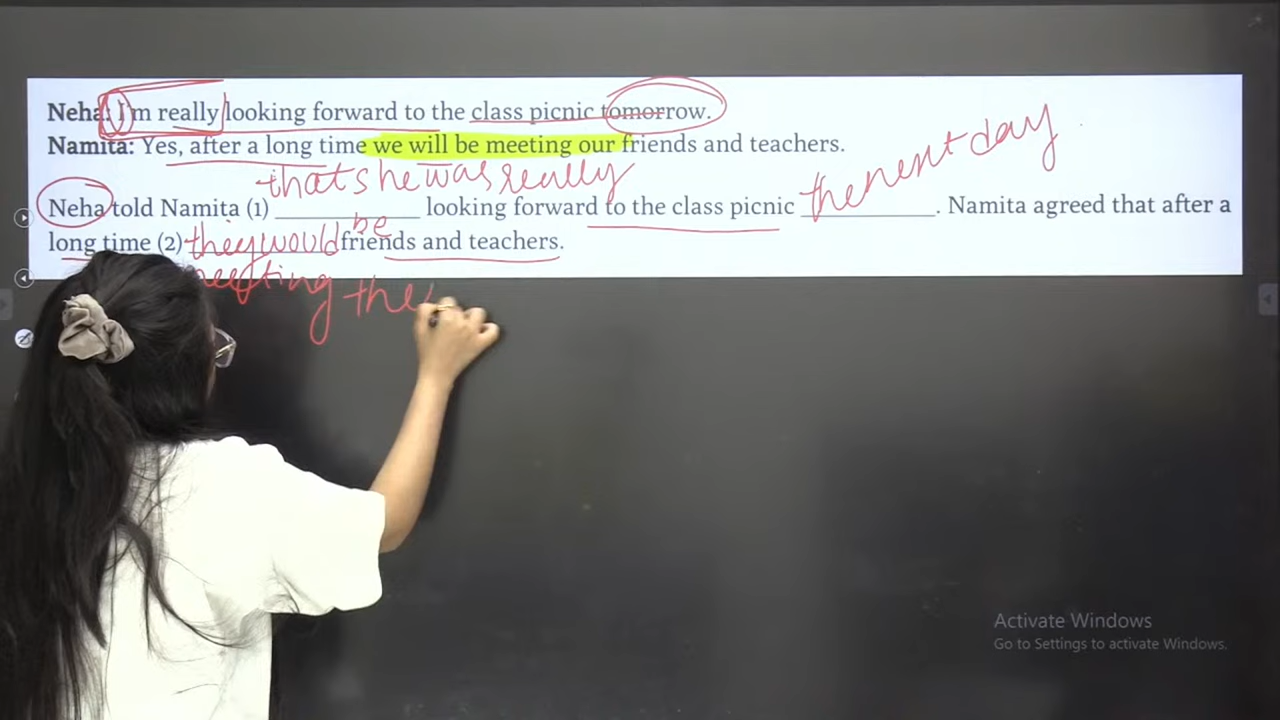 Neha: I'm really looking forward to the class picnic tomorrow.
Namita: Yes, after a long time we will be meeting our friends and teachers.
that she was really
the next day
Neha told Namita (1) ____________ looking forward to the class picnic ___________. Namita agreed that after a
be
long time (2) they would friends and teachers.
meeting the
Activate Windows
Go to Settings to activate Windows.